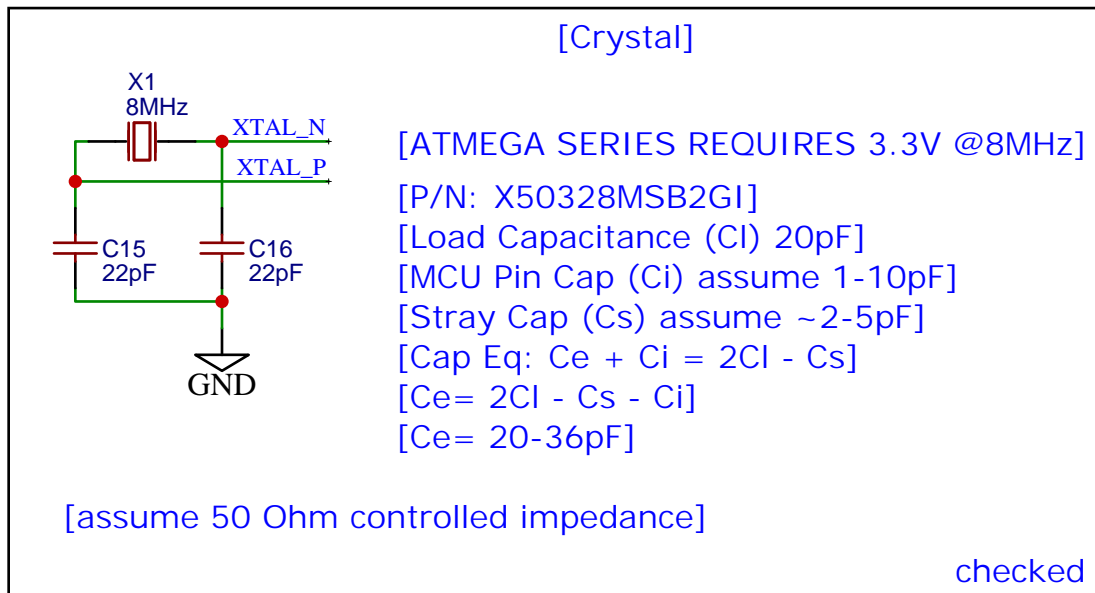 [Crystal]
X1
8MHz
XTAL_N
XTAL_P
C15
22pF
C16
22pF
GND
[ATMEGA SERIES REQUIRES 3.3V @8MHz]
[P/N: X50328MSB2GI]
[Load Capacitance (Cl) 20pF]
[MCU Pin Cap (Ci) assume 1-10pF]
[Stray Cap (Cs) assume ~2-5pF]
[Cap Eq: Ce + Ci = 2Cl - Cs]
[Ce= 2Cl - Cs - Ci]
[Ce= 20-36pF]
[assume 50 Ohm controlled impedance]
checked